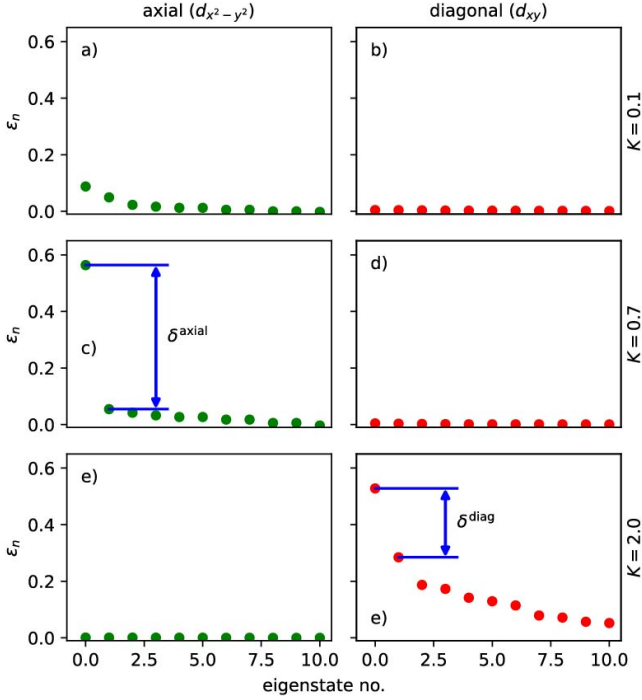 axial (d_{x²−y²})
diagonal (d_{xy})
a)
b)
0.6
0.4
0.2
0.0
ε_n
K = 0.1
c)
d)
δ^{axial}
0.6
0.4
0.2
0.0
ε_n
K = 0.7
e)
e)
δ^{diag}
0.6
0.4
0.2
0.0
ε_n
K = 2.0
0.0 2.5 5.0 7.5 10.0
0.0 2.5 5.0 7.5 10.0
eigenstate no.